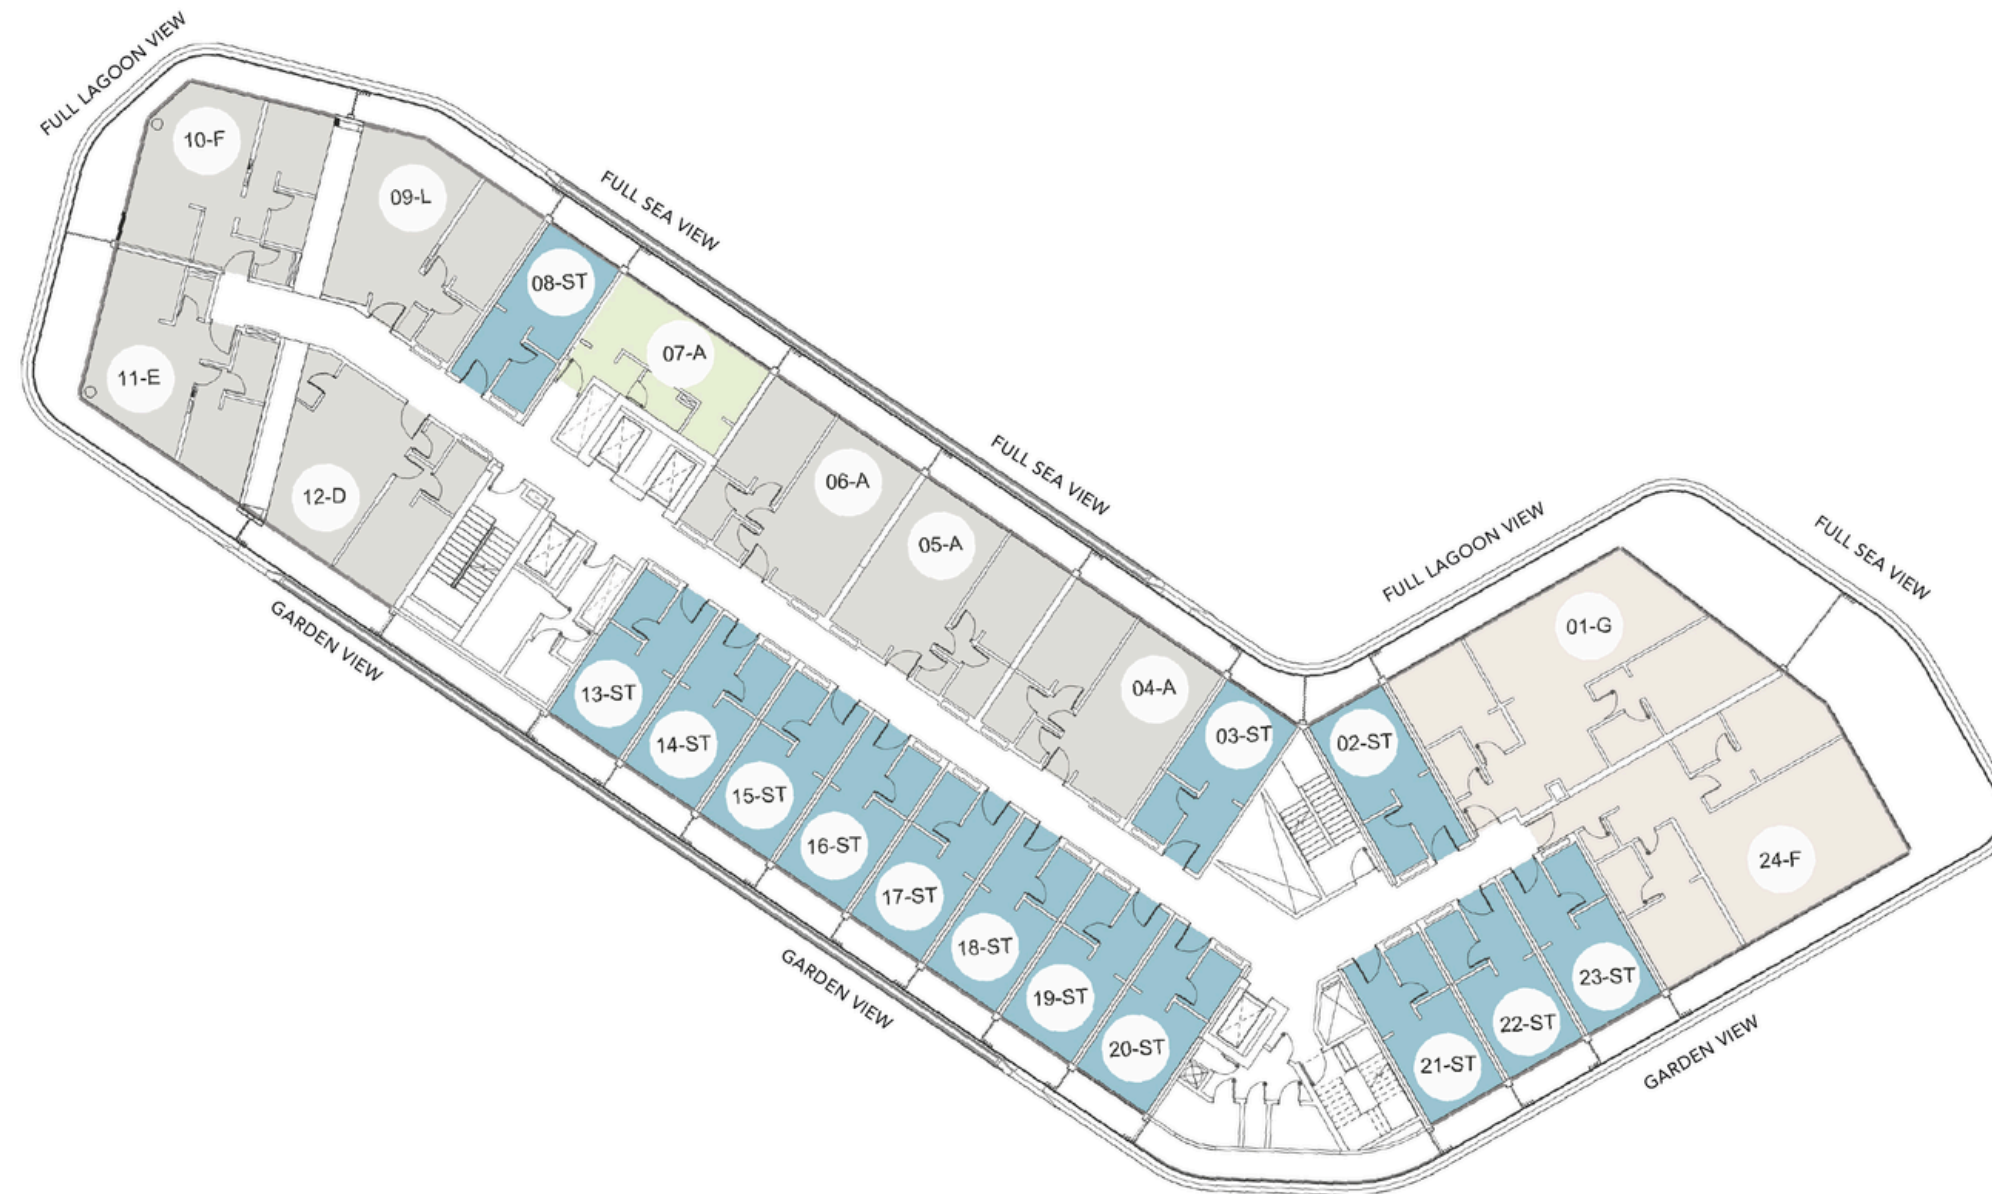 FULL LAGOON VIEW
10-F
09-L
FULL SEA VIEW
08-ST
07-A
11-E
12-D
06-A
FULL SEA VIEW
05-A
FULL LAGOON VIEW
FULL SEA VIEW
01-G
GARDEN VIEW
13-ST
04-A
03-ST
02-ST
14-ST
15-ST
16-ST
17-ST
24-F
18-ST
19-ST
20-ST
GARDEN VIEW
23-ST
22-ST
21-ST
GARDEN VIEW